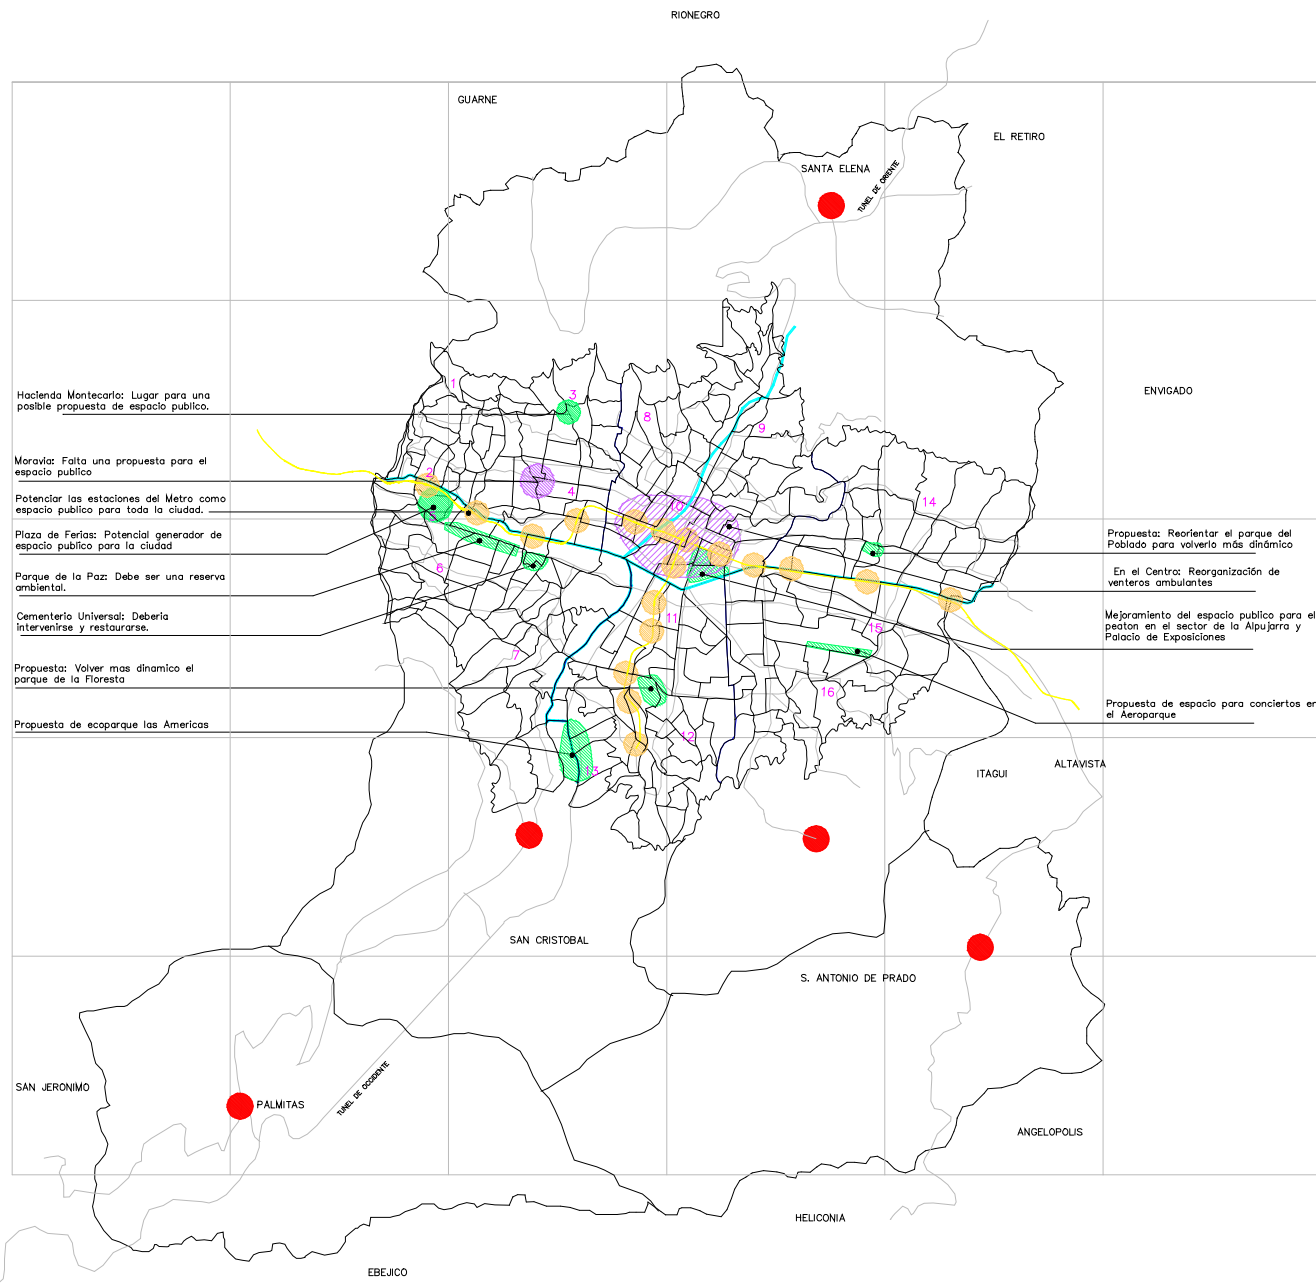 RIONEGRO
GUARNE
EL RETIRO
SANTA ELENA
TUNEL DE ORIENTE
ENVIGADO
Hacienda Montecarlo: Lugar para una
posible propuesta de espacio publico.
Moravia: Falta una propuesta para el
espacio publico
Potenciar las estaciones del Metro como
espacio publico para toda la ciudad.
Plaza de Ferias: Potencial generador de
espacio publico para la ciudad
Parque de la Paz: Debe ser una reserva
ambiental.
Cementerio Universal: Deberia
intervenirse y restaurarse.
Propuesta: Volver mas dinamico el
parque de la Floresta
Propuesta de ecoparque las Americas
1
3
8
9
2
4
10
14
6
11
15
7
16
12
13
Propuesta: Reorientar el parque del
Poblado para volverlo más dinámico
En el Centro: Reorganización de
venteros ambulantes
Mejoramiento del espacio publico para el
peaton en el sector de la Alpujarra y
Palacio de Exposiciones
Propuesta de espacio para conciertos en
el Aeroparque
ITAGUI
ALTAVISTA
SAN CRISTOBAL
S. ANTONIO DE PRADO
SAN JERONIMO
PALMITAS
TUNEL DE OCCIDENTE
ANGELOPOLIS
HELICONIA
EBEJICO